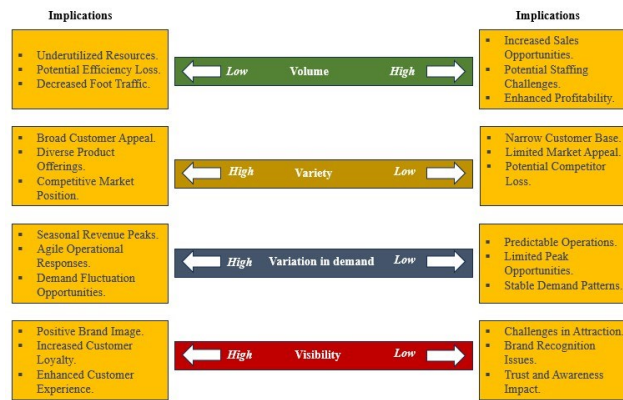 Implications
Implications
▪ Underutilized Resources.
▪ Potential Efficiency Loss.
▪ Decreased Foot Traffic.
Low Volume High
▪ Increased Sales
Opportunities.
▪ Potential Staffing
Challenges.
▪ Enhanced Profitability.
▪ Broad Customer Appeal.
▪ Diverse Product
Offerings.
▪ Competitive Market
Position.
High Variety Low
▪ Narrow Customer Base.
▪ Limited Market Appeal.
▪ Potential Competitor
Loss.
▪ Seasonal Revenue Peaks.
▪ Agile Operational
Responses.
▪ Demand Fluctuation
Opportunities.
High Variation in demand Low
▪ Predictable Operations.
▪ Limited Peak
Opportunities.
▪ Stable Demand Patterns.
▪ Positive Brand Image.
▪ Increased Customer
Loyalty.
▪ Enhanced Customer
Experience.
High Visibility Low
▪ Challenges in Attraction.
▪ Brand Recognition
Issues.
▪ Trust and Awareness
Impact.